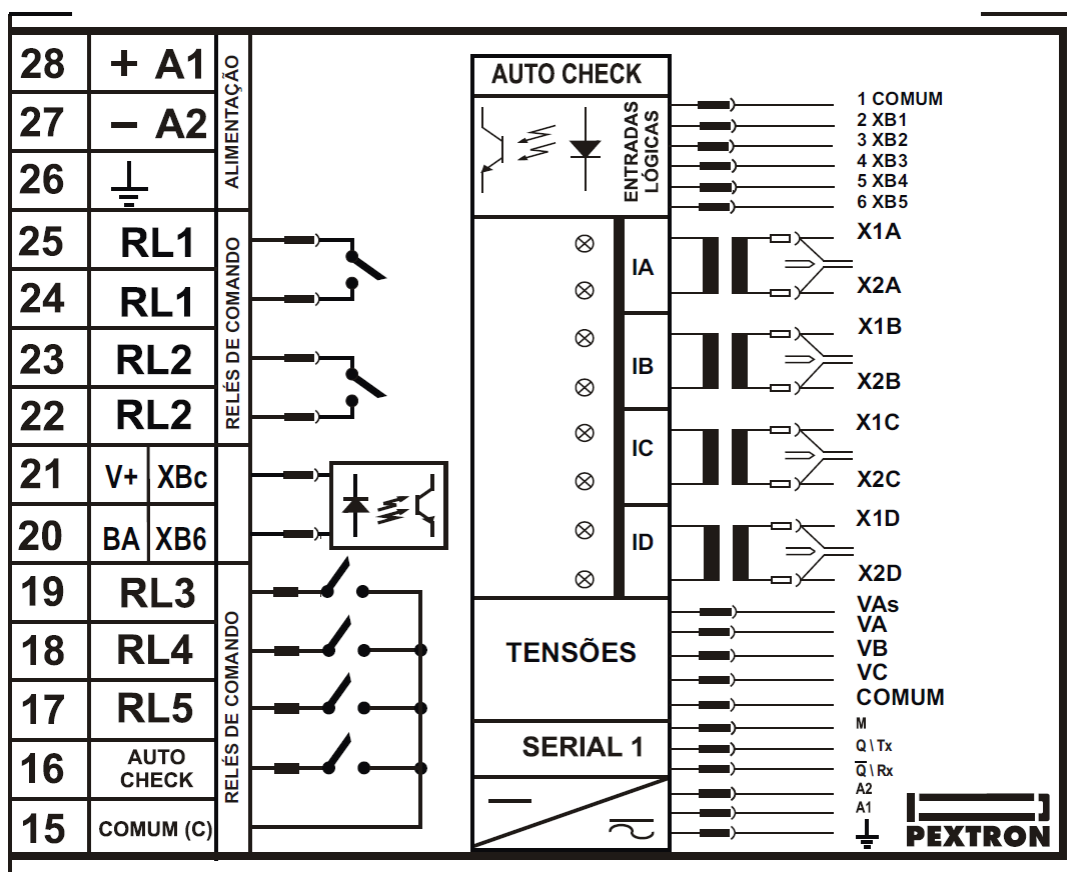 28 + A1
27 − A2
26
ALIMENTAÇÃO
25 RL1
24 RL1
23 RL2
22 RL2
RELÉS DE COMANDO
21 V+ XBc
20 BA XB6
19 RL3
18 RL4
17 RL5
16 AUTO CHECK
15 COMUM (C)
RELÉS DE COMANDO
AUTO CHECK
ENTRADAS
LÓGICAS
IA
IB
IC
ID
TENSÕES
SERIAL 1
1 COMUM
2 XB1
3 XB2
4 XB3
5 XB4
6 XB5
X1A
X2A
X1B
X2B
X1C
X2C
X1D
X2D
VAs
VA
VB
VC
COMUM
M
Q \ Tx
Q̅ \ Rx
A2
A1
PEXTRON